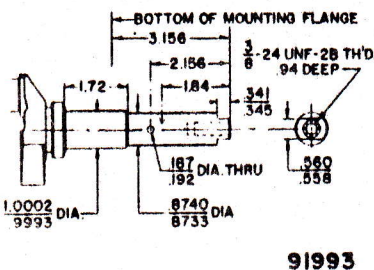 BOTTOM OF MOUNTING FLANGE
3.156
3/8-24 UNF-2B TH'D
.94 DEEP
2.156
1.72
1.84
.341
.345
.187
.192 DIA. THRU
.560
.558
1.0002
.9993 DIA.
.8740
.8733 DIA
91993